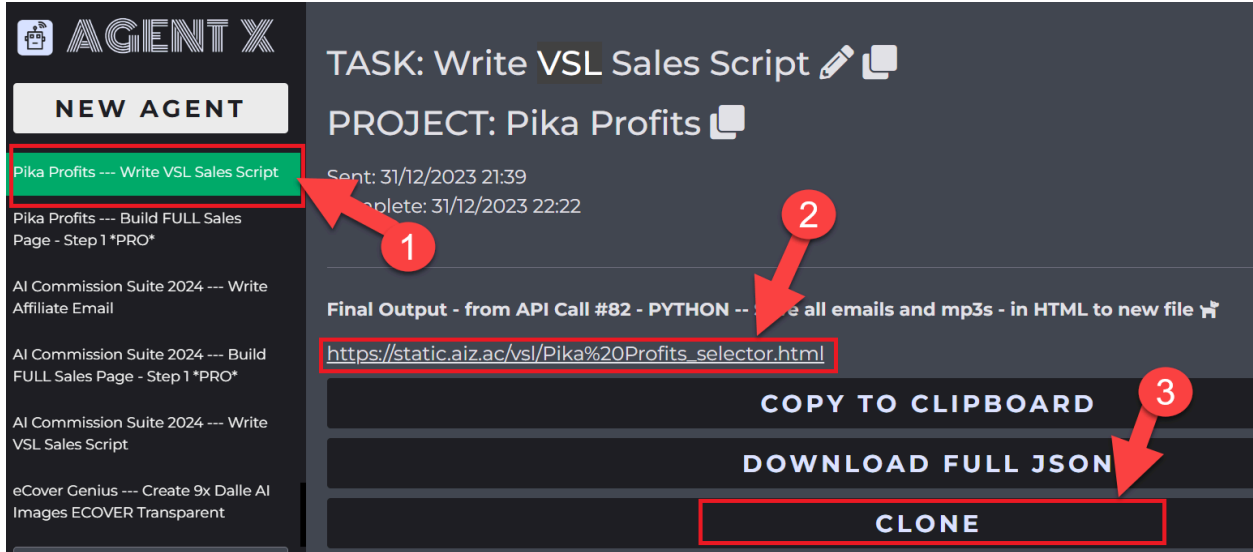 AGENT X
NEW AGENT
Pika Profits --- Write VSL Sales Script
Pika Profits --- Build FULL Sales
Page - Step 1 *PRO*
AI Commission Suite 2024 --- Write
Affiliate Email
AI Commission Suite 2024 --- Build
FULL Sales Page - Step 1 *PRO*
AI Commission Suite 2024 --- Write
VSL Sales Script
eCover Genius --- Create 9x Dalle AI
Images ECOVER Transparent
TASK: Write VSL Sales Script
PROJECT: Pika Profits
Sent: 31/12/2023 21:39
31/12/2023 22:22
1
2
Final Output - from API Call #82 - PYTHON -- all emails and mp3s - in HTML to new file
https://static.aiz.ac/vsl/Pika%20Profits_selector.html
COPY TO CLIPBOARD
3
DOWNLOAD FULL JSON
CLONE